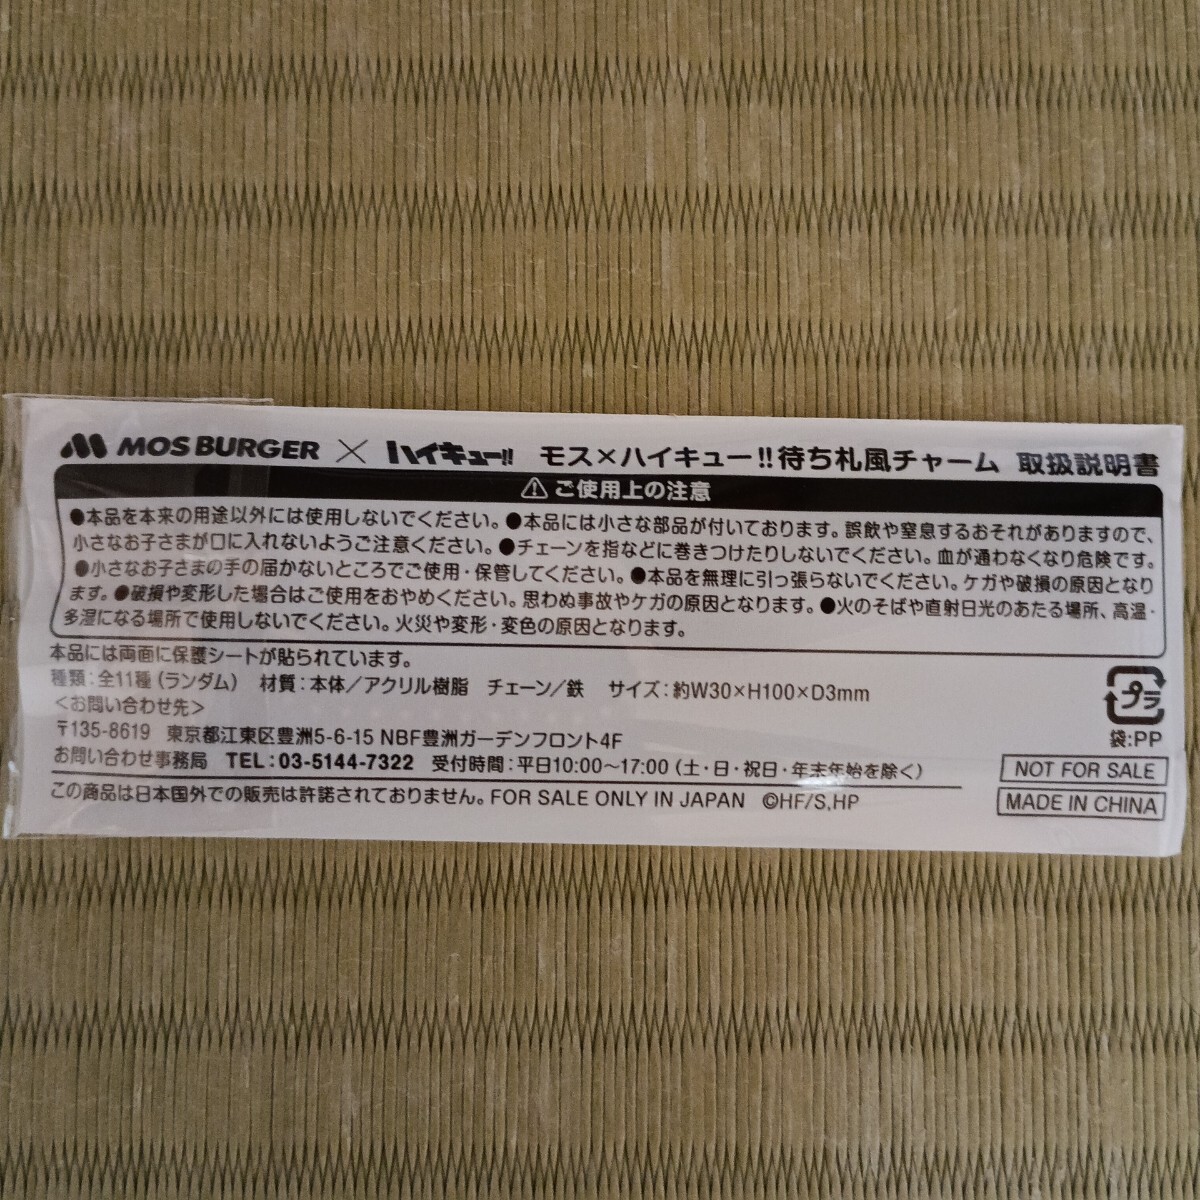 MOS BURGER × ハイキュー!! モス×ハイキュー!!待ち札風チャーム 取扱説明書
⚠ご使用上の注意
●本品を本来の用途以外には使用しないでください。●本品には小さな部品が付いております。誤飲や窒息するおそれがありますので、
小さなお子さまが口に入れないようご注意ください。●チェーンを指などに巻きつけたりしないでください。血が通わなくなり危険です。
●小さなお子さまの手の届かないところでご使用・保管してください。●本品を無理に引っ張らないでください。ケガや破損の原因となり
ます。●破損や変形した場合はご使用をおやめください。思わぬ事故やケガの原因となります。●火のそばや直射日光のあたる場所、高温・
多湿になる場所で使用しないでください。火災や変形・変色の原因となります。
本品には両面に保護シートが貼られています。
種類:全11種(ランダム) 材質:本体/アクリル樹脂 チェーン/鉄 サイズ:約W30×H100×D3mm
<お問い合わせ先>
〒135-8619 東京都江東区豊洲5-6-15 NBF豊洲ガーデンフロント4F
お問い合わせ事務局 TEL:03-5144-7322 受付時間:平日10:00~17:00(土・日・祝日・年末年始を除く)
この商品は日本国外での販売は許諾されておりません。FOR SALE ONLY IN JAPAN ©HF/S,HP
プラ
袋:PP
NOT FOR SALE
MADE IN CHINA